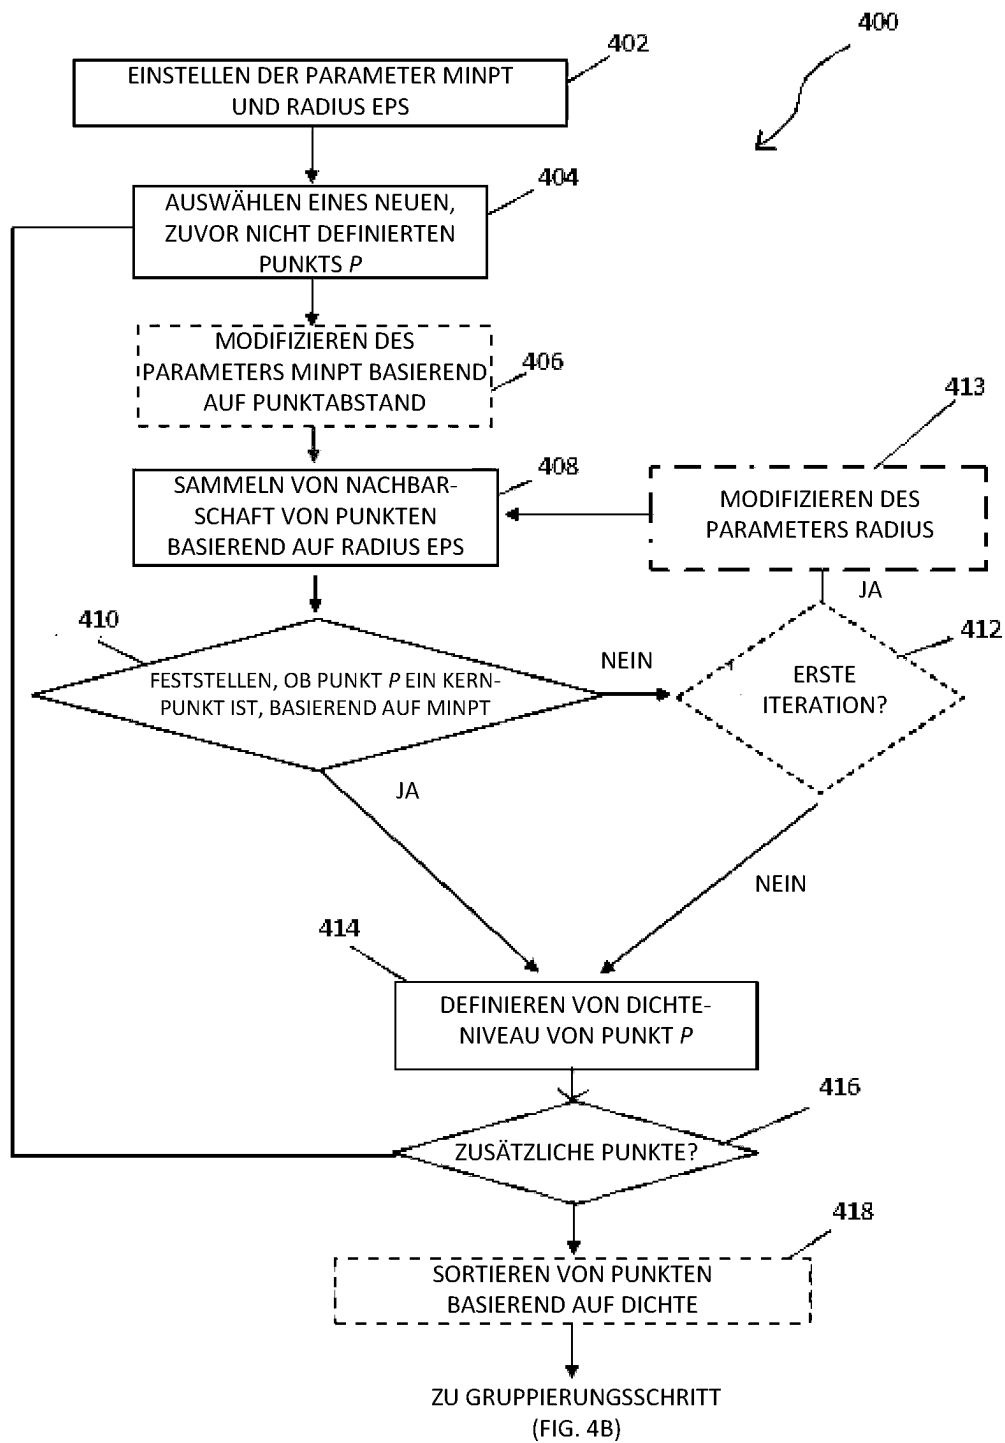 400
402
EINSTELLEN DER PARAMETER MINPT
UND RADIUS EPS
404
AUSWÄHLEN EINES NEUEN,
ZUVOR NICHT DEFINIERTEN
PUNKTS P
406
MODIFIZIEREN DES
PARAMETERS MINPT BASIEREND
AUF PUNKTABSTAND
413
408
SAMMELN VON NACHBAR-
SCHAFT VON PUNKTEN
BASIEREND AUF RADIUS EPS
MODIFIZIEREN DES
PARAMETERS RADIUS
JA
410
412
NEIN
FESTSTELLEN, OB PUNKT P EIN KERN-
PUNKT IST, BASIEREND AUF MINPT
ERSTE
ITERATION?
JA
NEIN
414
DEFINIEREN VON DICHTE-
NIVEAU VON PUNKT P
416
ZUSÄTZLICHE PUNKTE?
418
SORTIEREN VON PUNKTEN
BASIEREND AUF DICHTE
ZU GRUPPIERUNGSSCHRITT
(FIG. 4B)